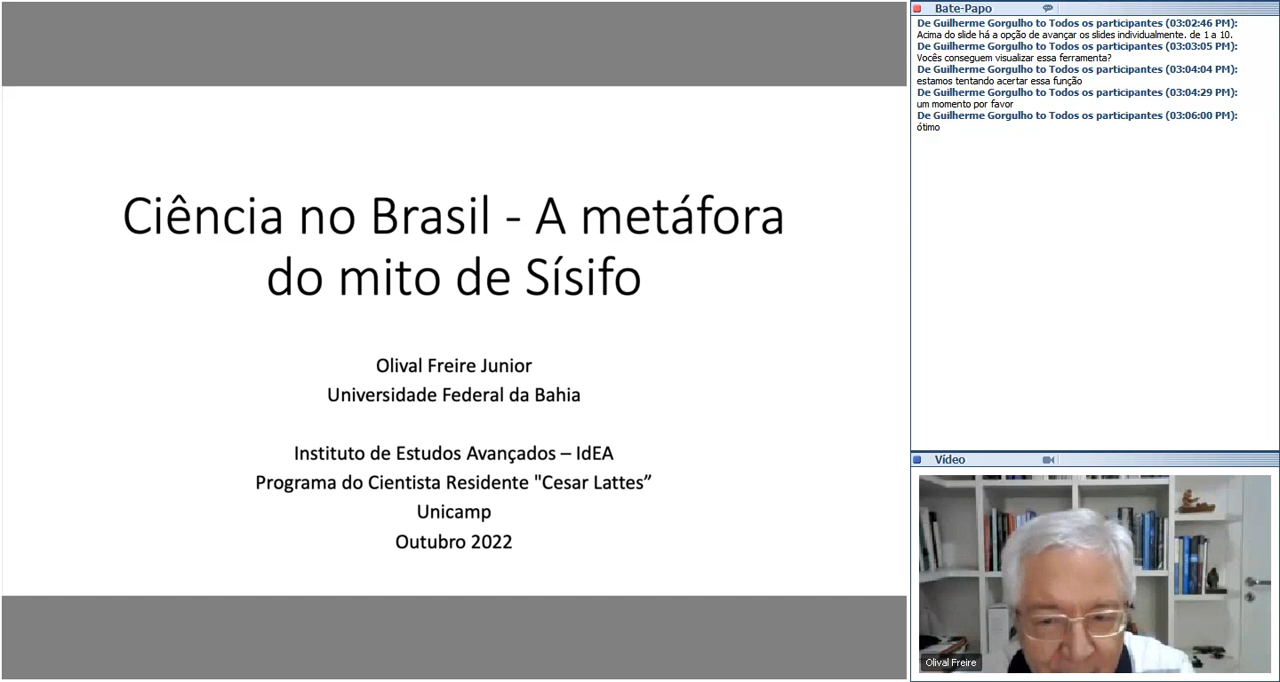 Ciência no Brasil - A metáfora
do mito de Sísifo
Olival Freire Junior
Universidade Federal da Bahia
Instituto de Estudos Avançados – IdEA
Programa do Cientista Residente "Cesar Lattes”
Unicamp
Outubro 2022
Bate-Papo
De Guilherme Gorgulho to Todos os participantes (03:02:46 PM):
Acima do slide há a opção de avançar os slides individualmente. de 1 a 10.
De Guilherme Gorgulho to Todos os participantes (03:03:05 PM):
Vocês conseguem visualizar essa ferramenta?
De Guilherme Gorgulho to Todos os participantes (03:04:04 PM):
estamos tentando acertar essa função
De Guilherme Gorgulho to Todos os participantes (03:04:29 PM):
um momento por favor
De Guilherme Gorgulho to Todos os participantes (03:06:00 PM):
ótimo
Vídeo
Olival Freire